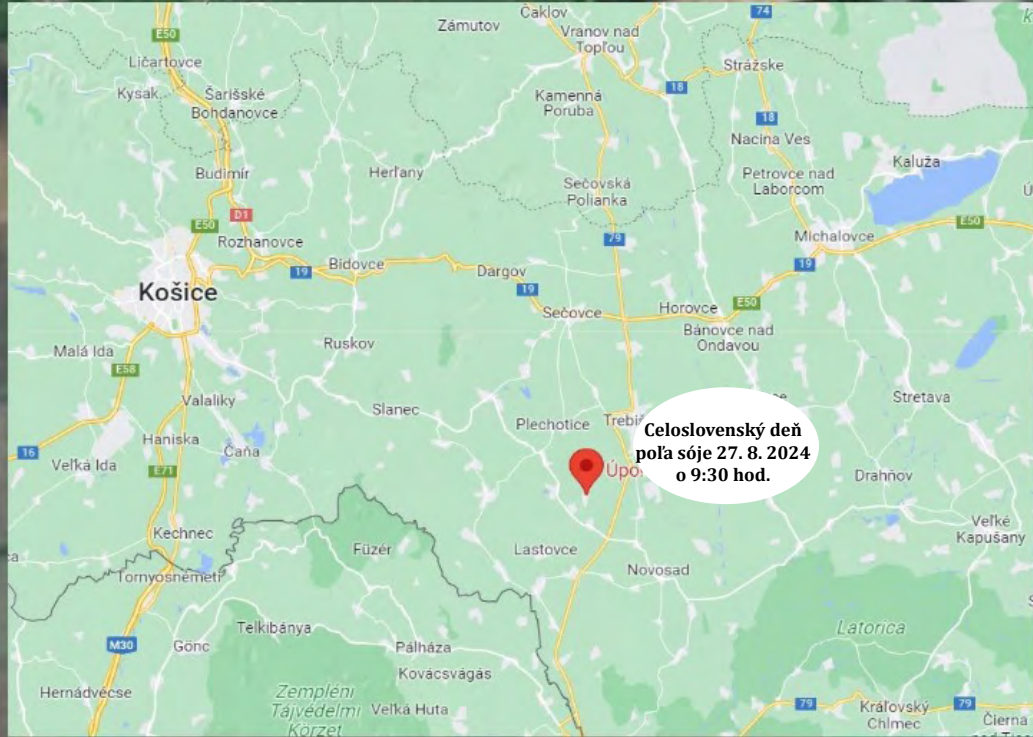 74
Čaklov
Zámutov
Vranov nad
Topľou
E50
Ličartovce
Strážske
18
Kysak
Šarišské
Bohdanovce
Kamenná
Poruba
18
Nacina Ves
Kaluža
Budimír
Herľany
Sečovská
Polianka
Petrovce nad
Laborcom
D1
E50
E50
Rozhanovce
79
Michalovce
19
Bidovce
Dargov
19
Košice
19
Sečovce
Horovce
E50
Bánovce nad
Ondavou
Malá Ida
Ruskov
E58
Valaliky
Slanec
Plechotice
Stretava
Celoslovenský deň
poľa sóje 27. 8. 2024
o 9:30 hod.
Haniska
16
Veľká Ida
Čaňa
E71
Drahňov
Kechnec
Veľké
Kapušany
Füzér
Lastovce
Novosad
Tornyosnémeti
Telkibánya
Latorica
M30
Gönc
Pálháza
Kovácsvágás
Hernádvécse
Zempléni
Tájvédelmi
Körzet
Veľká Huta
79
Kráľovský
Chlmec
79
Čierna